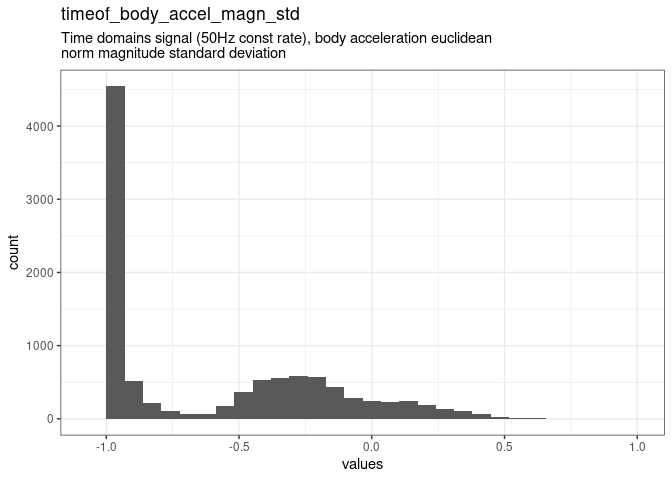 timeof_body_accel_magn_std
Time domains signal (50Hz const rate), body acceleration euclidean
norm magnitude standard deviation
4000
3000
2000
1000
0
count
-1.0
-0.5
0.0
0.5
1.0
values